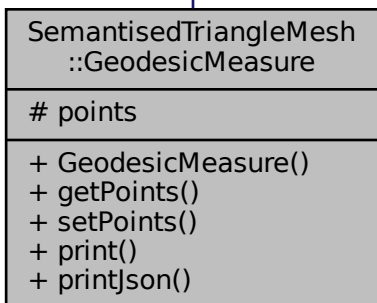 SemantisedTriangleMesh
::GeodesicMeasure
# points
+ GeodesicMeasure()
+ getPoints()
+ setPoints()
+ print()
+ printJson()